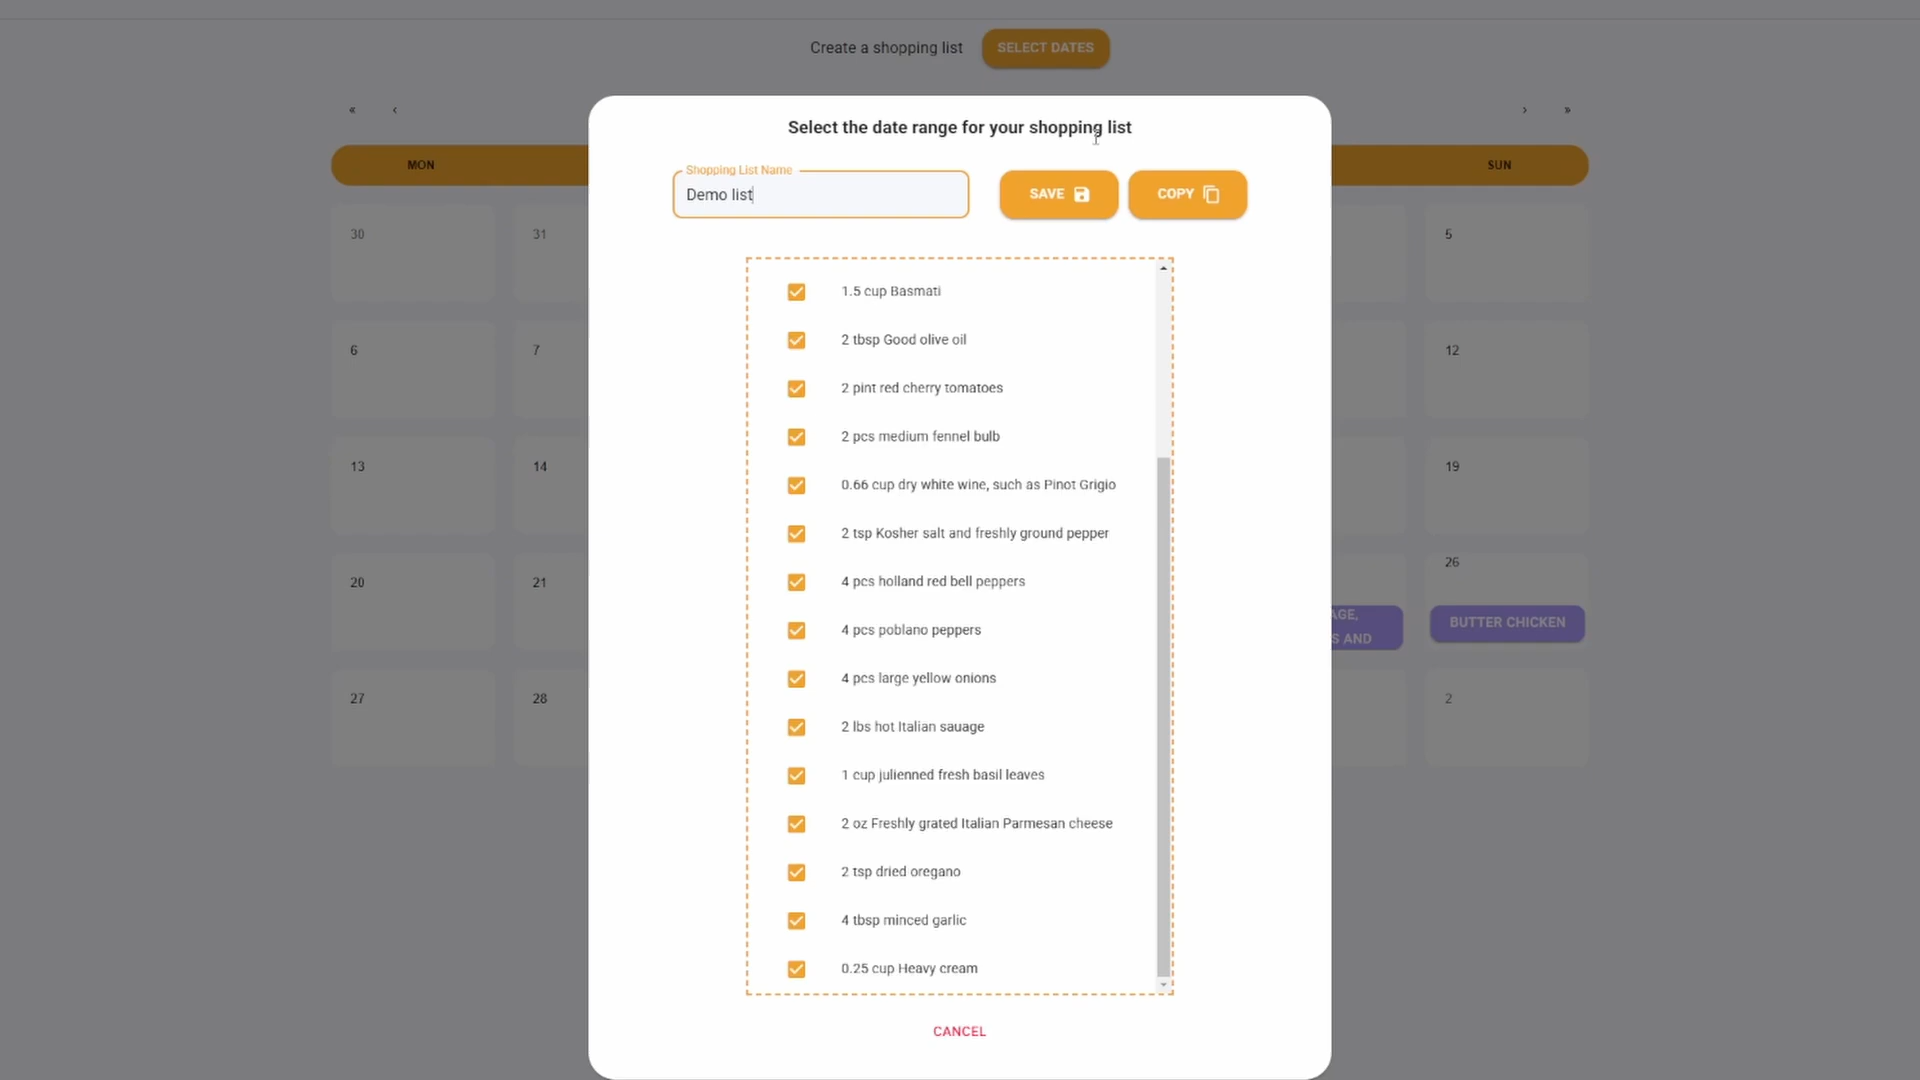 Create a shopping list
SELECT DATES
« ‹
› »
Select the date range for your shopping list
MON
SUN
Shopping List Name
Demo list
SAVE
COPY
30
31
5
1.5 cup Basmati
2 tbsp Good olive oil
6
7
12
2 pint red cherry tomatoes
2 pcs medium fennel bulb
13
14
19
0.66 cup dry white wine, such as Pinot Grigio
2 tsp Kosher salt and freshly ground pepper
20
21
26
4 pcs holland red bell peppers
4 pcs poblano peppers
AGE,
S AND
BUTTER CHICKEN
4 pcs large yellow onions
27
28
2
2 lbs hot Italian sauage
1 cup julienned fresh basil leaves
2 oz Freshly grated Italian Parmesan cheese
2 tsp dried oregano
4 tbsp minced garlic
0.25 cup Heavy cream
CANCEL